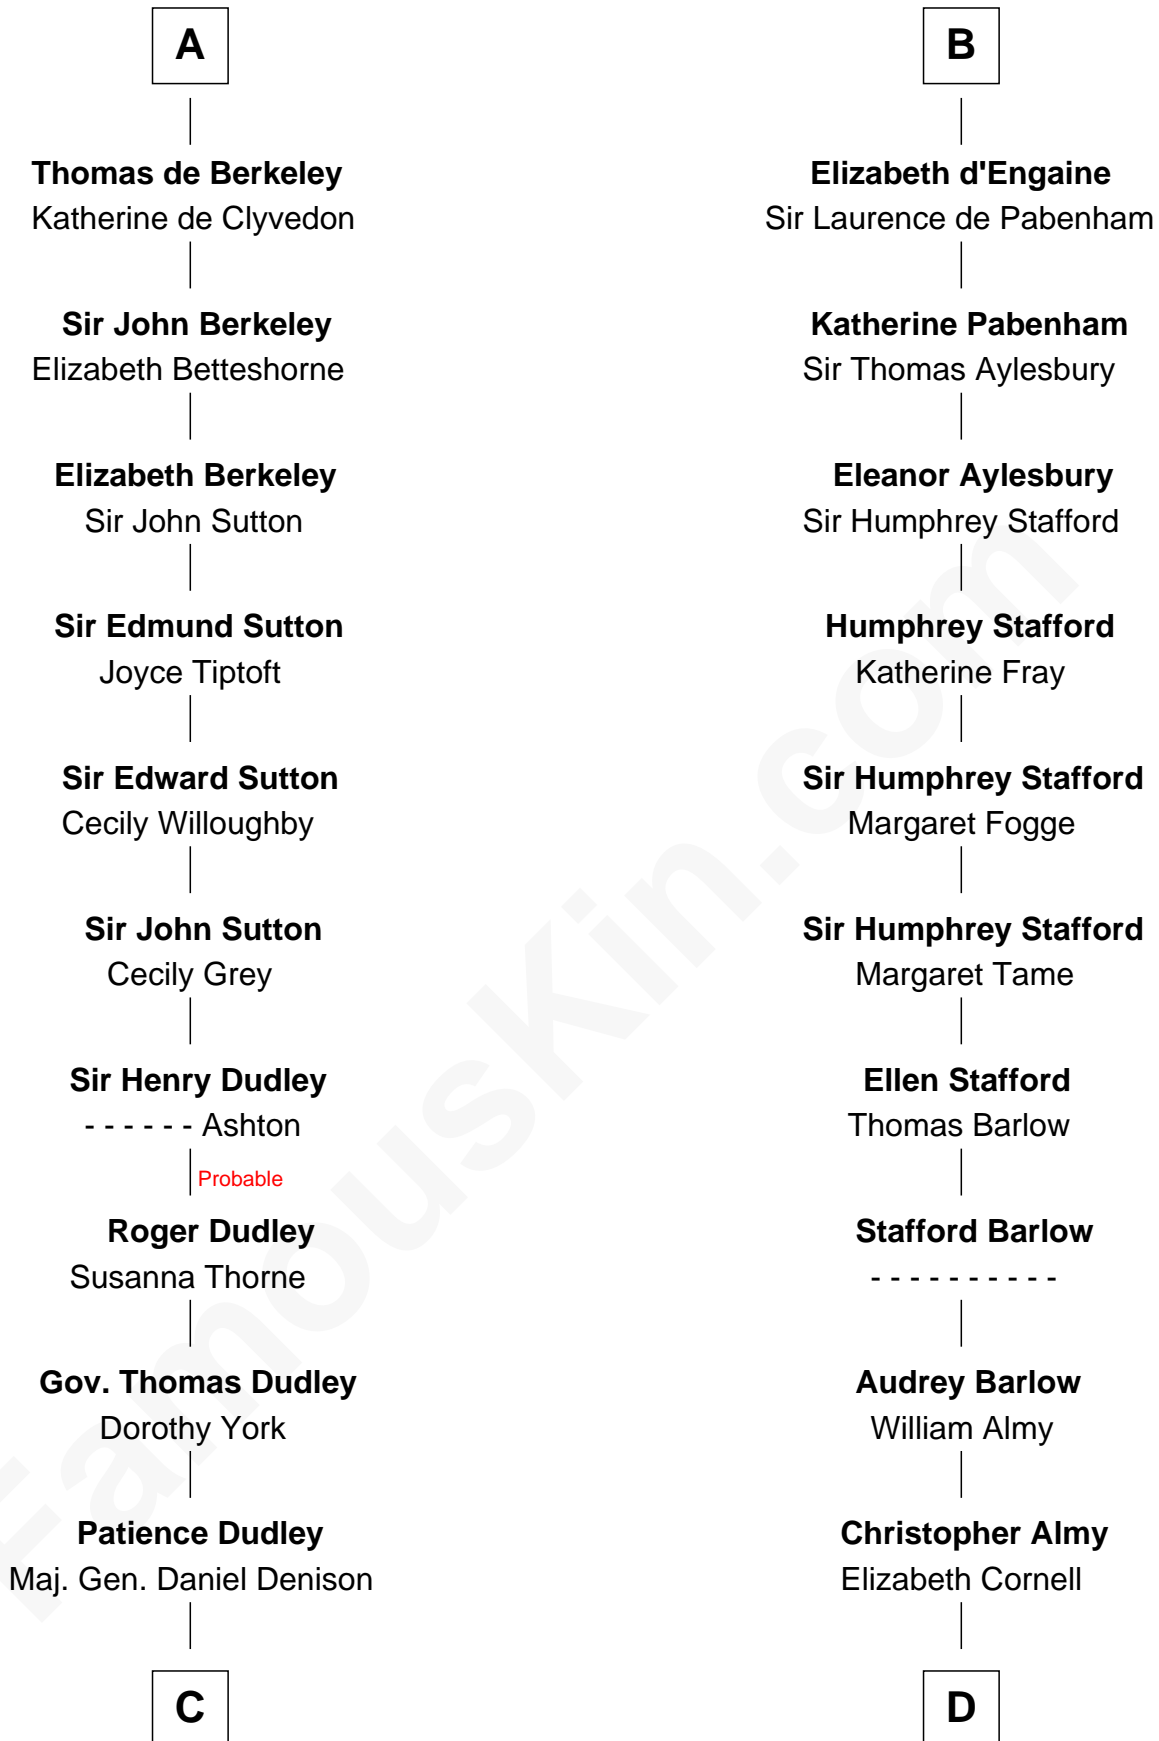 A
Thomas de Berkeley
Katherine de Clyvedon
Sir John Berkeley
Elizabeth Betteshorne
Elizabeth Berkeley
Sir John Sutton
Sir Edmund Sutton
Joyce Tiptoft
Sir Edward Sutton
Cecily Willoughby
Sir John Sutton
Cecily Grey
Sir Henry Dudley
- - - - - - Ashton
Probable
Roger Dudley
Susanna Thorne
Gov. Thomas Dudley
Dorothy York
Patience Dudley
Maj. Gen. Daniel Denison
C
B
Elizabeth d'Engaine
Sir Laurence de Pabenham
Katherine Pabenham
Sir Thomas Aylesbury
Eleanor Aylesbury
Sir Humphrey Stafford
Humphrey Stafford
Katherine Fray
Sir Humphrey Stafford
Margaret Fogge
Sir Humphrey Stafford
Margaret Tame
Ellen Stafford
Thomas Barlow
Stafford Barlow
- - - - - - - - - -
Audrey Barlow
William Almy
Christopher Almy
Elizabeth Cornell
D
FamousKin.com